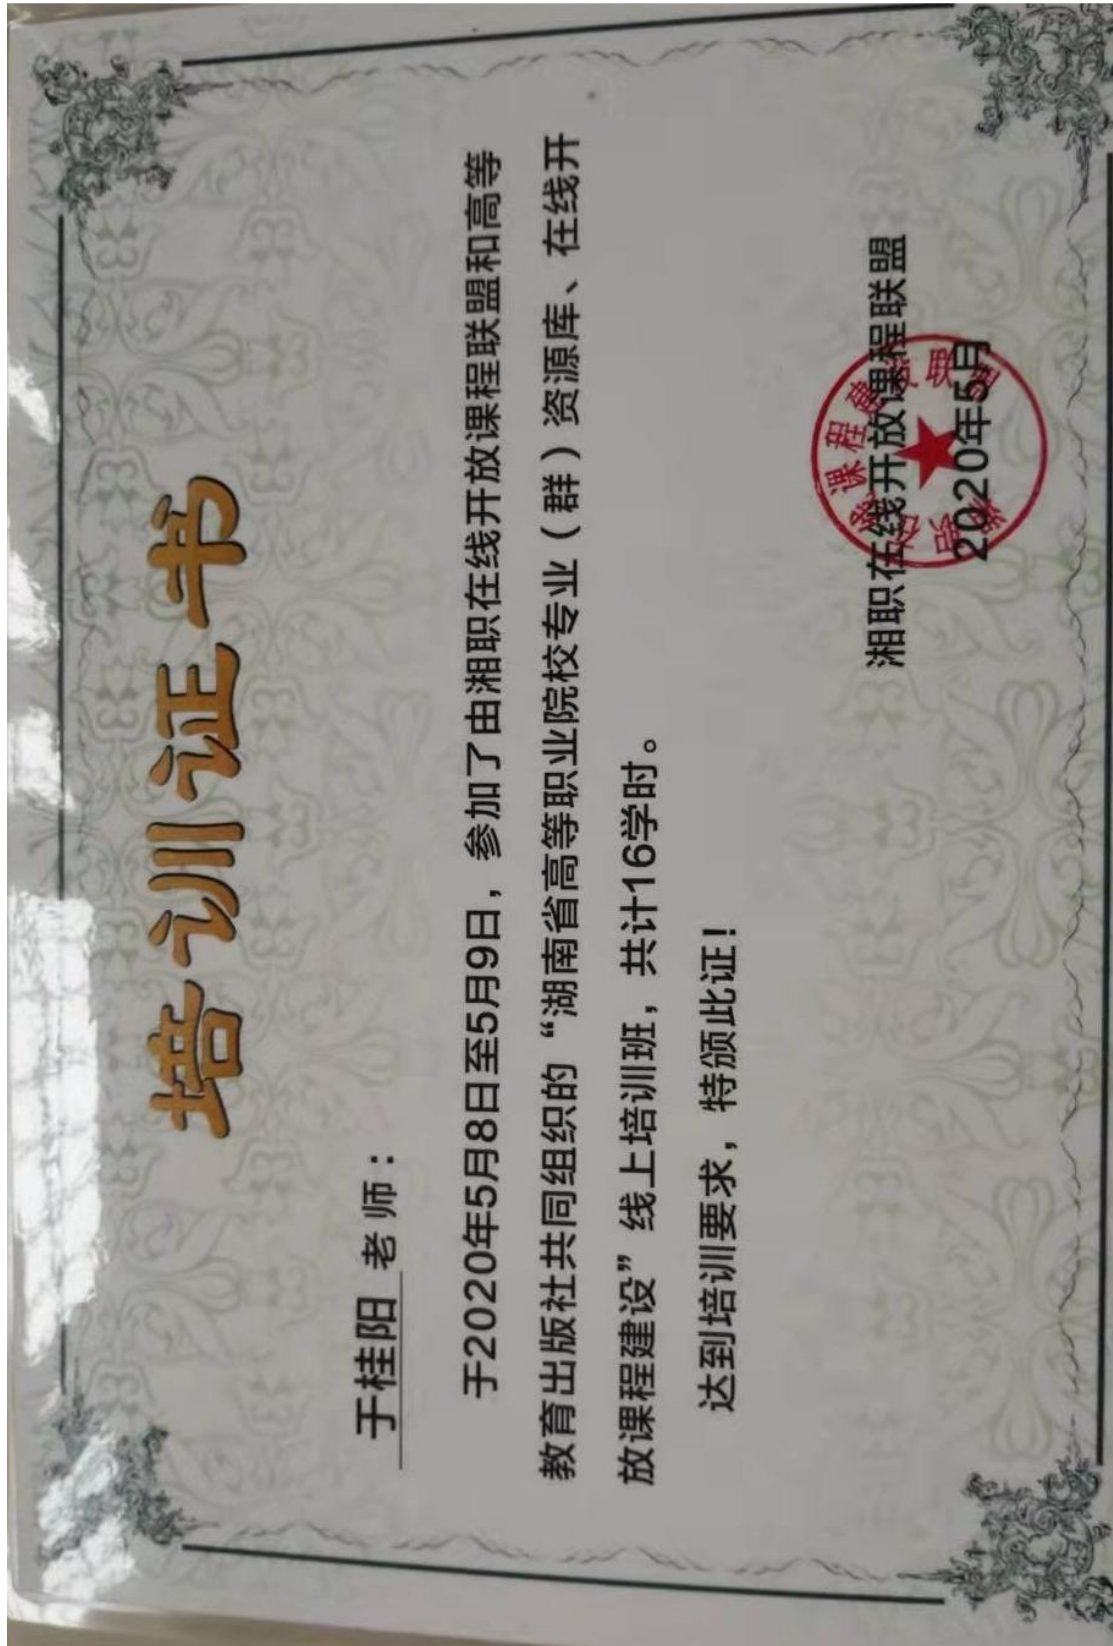 培训证书
于桂阳 老师：
于2020年5月8日至5月9日，参加了由湘职在线开放课程联盟和高等
教育出版社共同组织的“湖南省高等职业院校专业（群）资源库、在线开
放课程建设”线上培训班，共计16学时。
达到培训要求，特颁此证！
湘职在线开放课程联盟
2020年5月
课程